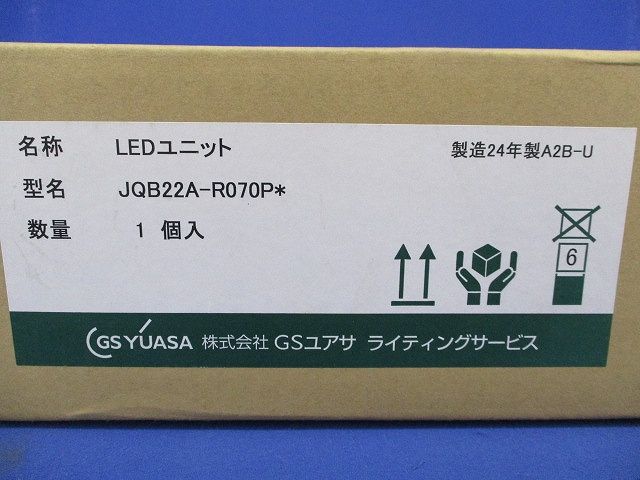 名称 LEDユニット 製造24年製A2B-U
型名 JQB22A-R070P*
数量 1 個入
6
GS YUASA 株式会社 GSユアサ ライティングサービス